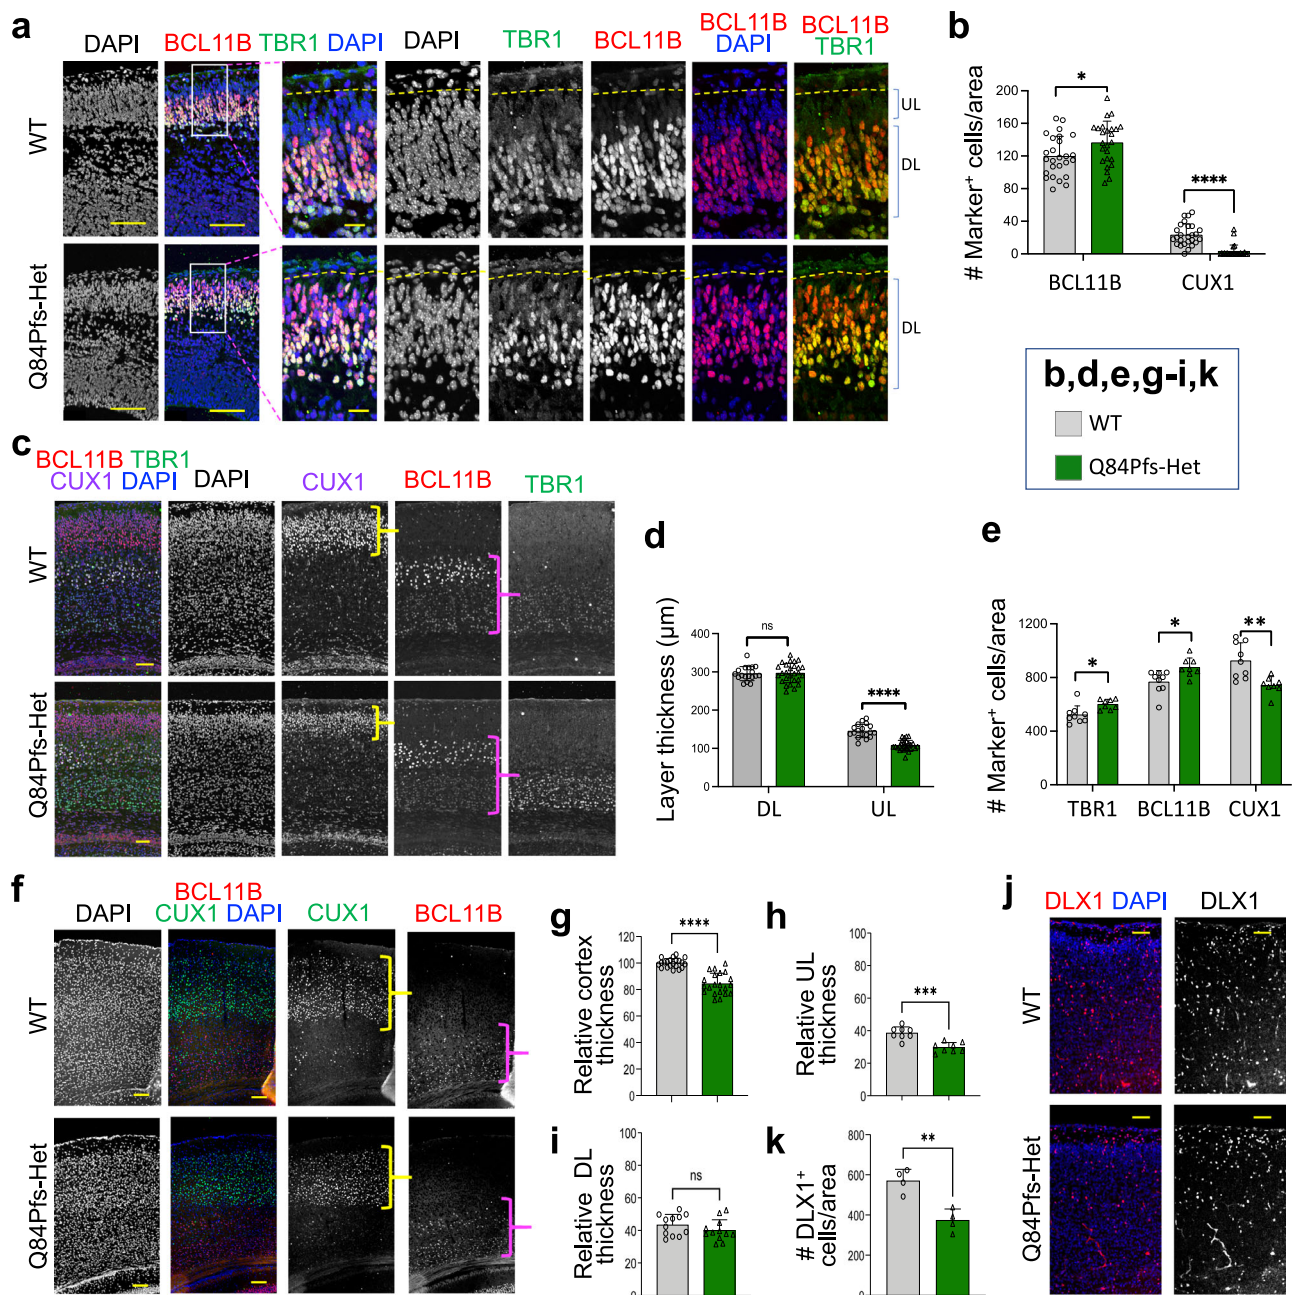 a
DAPI
BCL11B TBR1 DAPI
DAPI
TBR1
BCL11B
BCL11B
DAPI
BCL11B
TBR1
WT
UL
DL
Q84Pfs-Het
DL
b
# Marker+ cells/area
200
160
120
80
40
0
*
****
BCL11B
CUX1
b,d,e,g-i,k
WT
Q84Pfs-Het
c
BCL11B TBR1
CUX1 DAPI
DAPI
CUX1
BCL11B
TBR1
WT
Q84Pfs-Het
d
Layer thickness (µm)
400
300
200
100
0
ns
****
DL
UL
e
# Marker+ cells/area
1200
800
400
0
*
*
**
TBR1
BCL11B
CUX1
f
DAPI
BCL11B
CUX1 DAPI
CUX1
BCL11B
WT
Q84Pfs-Het
g
Relative cortex
thickness
120
100
80
60
40
20
0
****
h
Relative UL
thickness
100
80
60
40
20
0
***
i
Relative DL
thickness
100
80
60
40
20
0
ns
k
# DLX1+
cells/area
800
600
400
200
0
**
j
DLX1 DAPI
DLX1
WT
Q84Pfs-Het